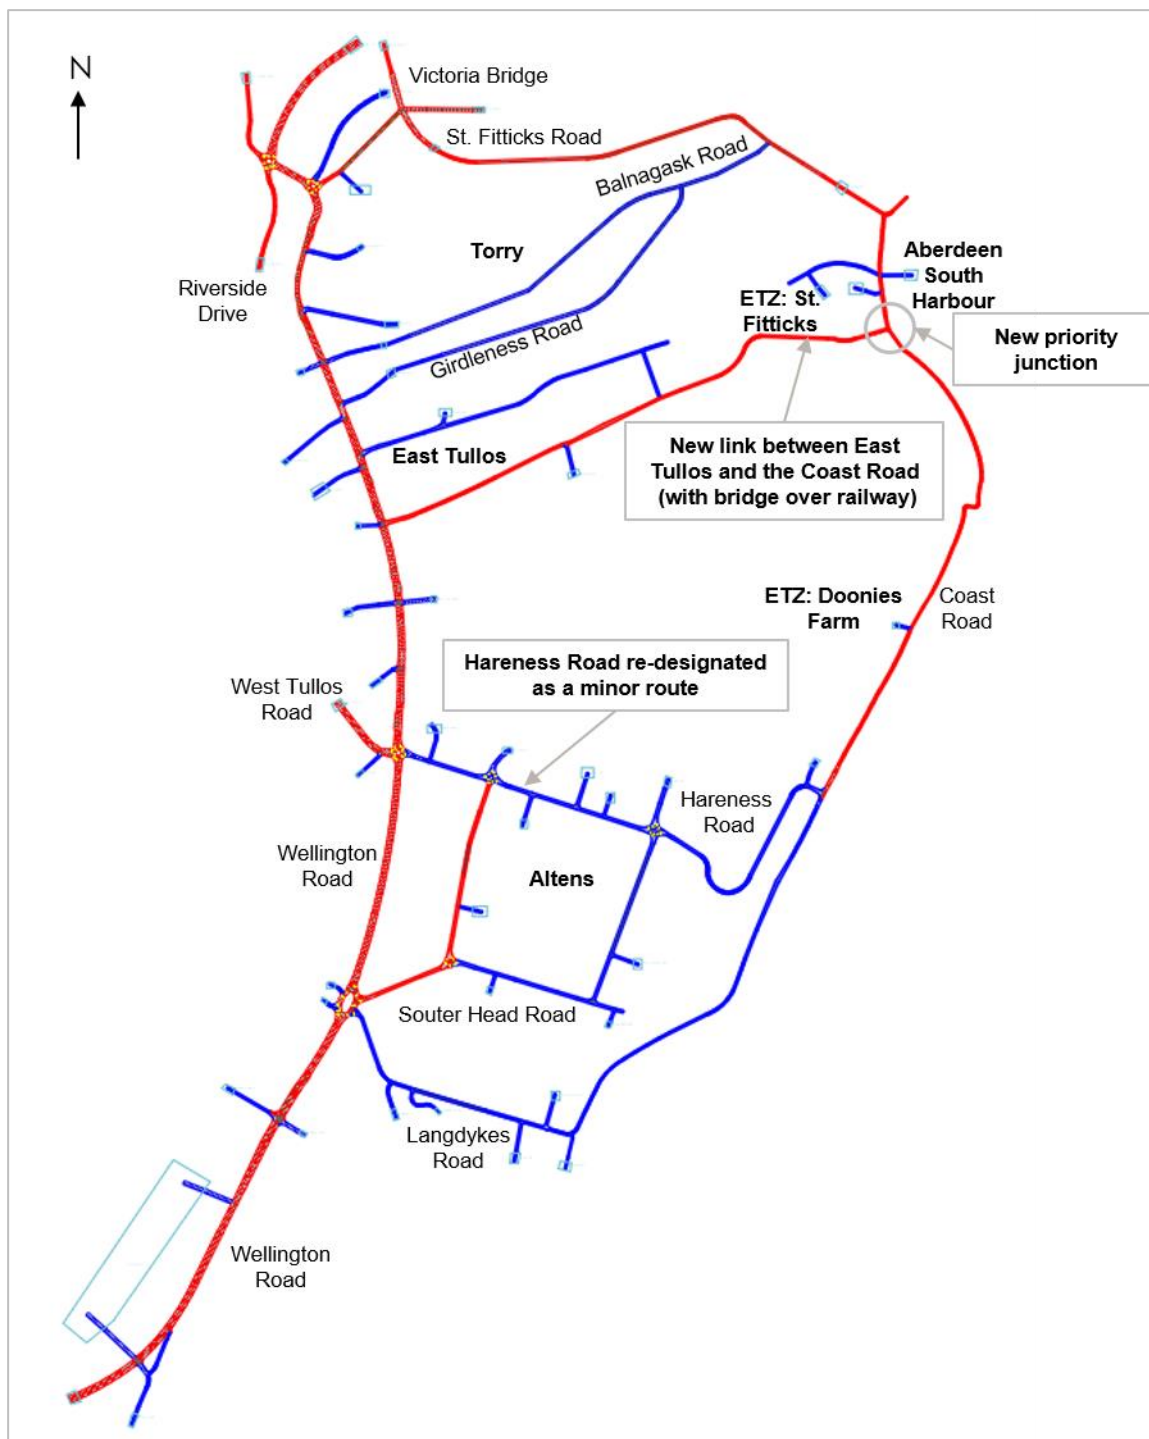 N
Victoria Bridge
St. Fitticks Road
Balnagask Road
Torry
Aberdeen
South
Harbour
Riverside
Drive
ETZ: St.
Fitticks
New priority
junction
Girdleness Road
East Tullos
New link between East
Tullos and the Coast Road
(with bridge over railway)
ETZ: Doonies
Farm
Coast
Road
Hareness Road re-designated
as a minor route
West Tullos
Road
Hareness
Road
Wellington
Road
Altens
Souter Head Road
Langdykes
Road
Wellington
Road